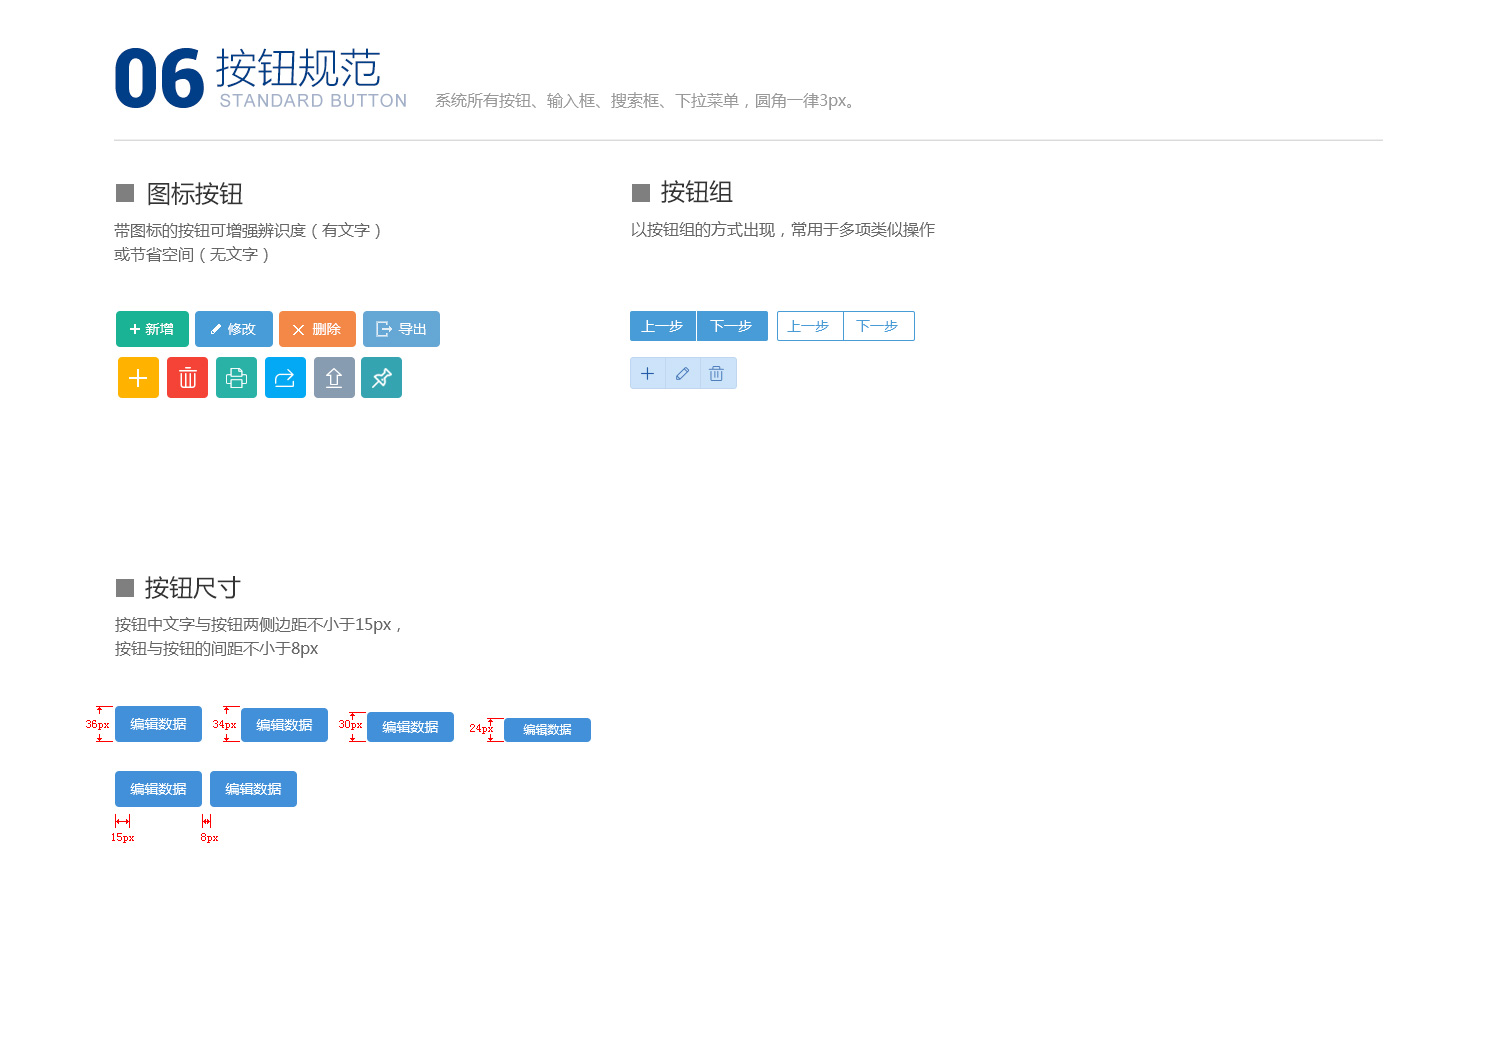 06 按钮规范
STANDARD BUTTON
系统所有按钮、输入框、搜索框、下拉菜单，圆角一律3px。
图标按钮
带图标的按钮可增强辨识度（有文字）
或节省空间（无文字）
新增 修改 删除 导出
按钮组
以按钮组的方式出现，常用于多项类似操作
上一步 下一步 上一步 下一步
按钮尺寸
按钮中文字与按钮两侧边距不小于15px，
按钮与按钮的间距不小于8px
36px 编辑数据 34px 编辑数据 30px 编辑数据 24px 编辑数据
编辑数据 编辑数据
15px 8px